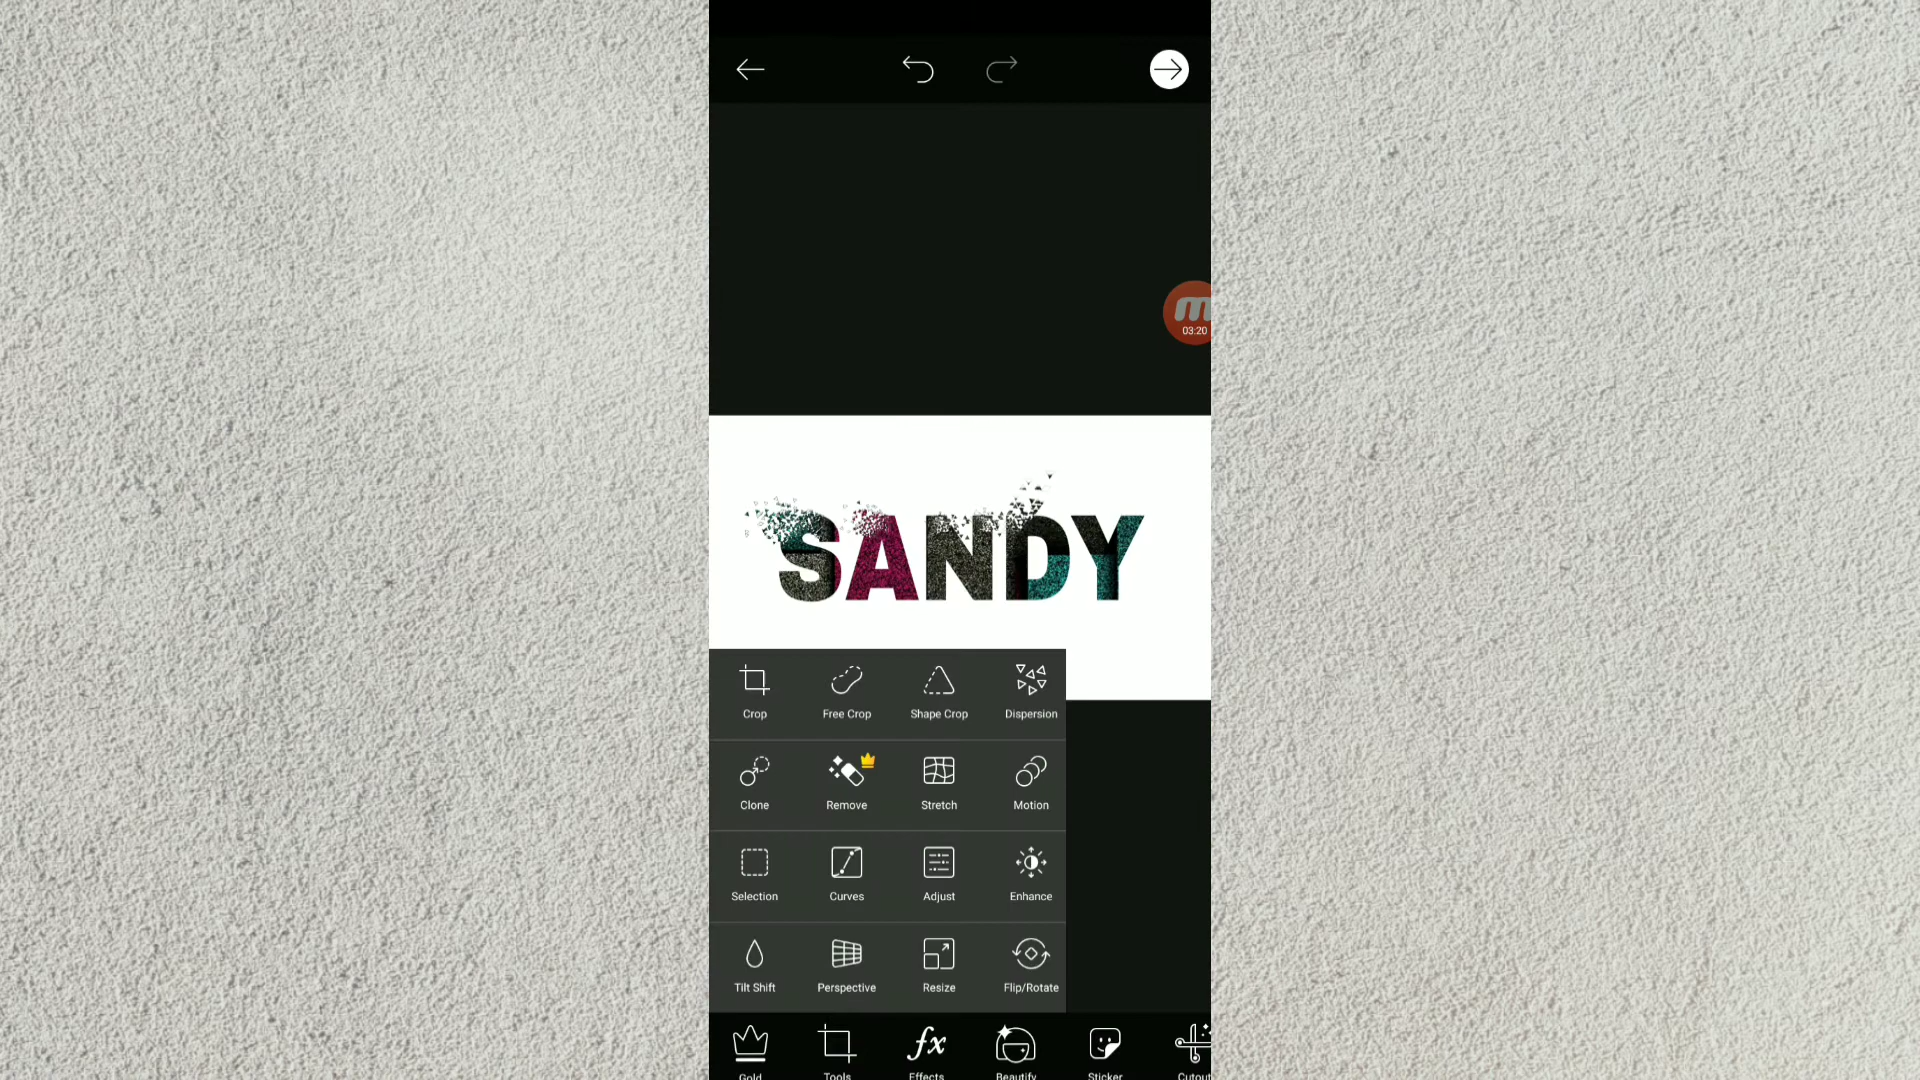 03:20
SANDY
Crop Free Crop Shape Crop Dispersion
Clone Remove Stretch Motion
Selection Curves Adjust Enhance
Tilt Shift Perspective Resize Flip/Rotate
Gold Tools Effects Beautify Sticker Cutout